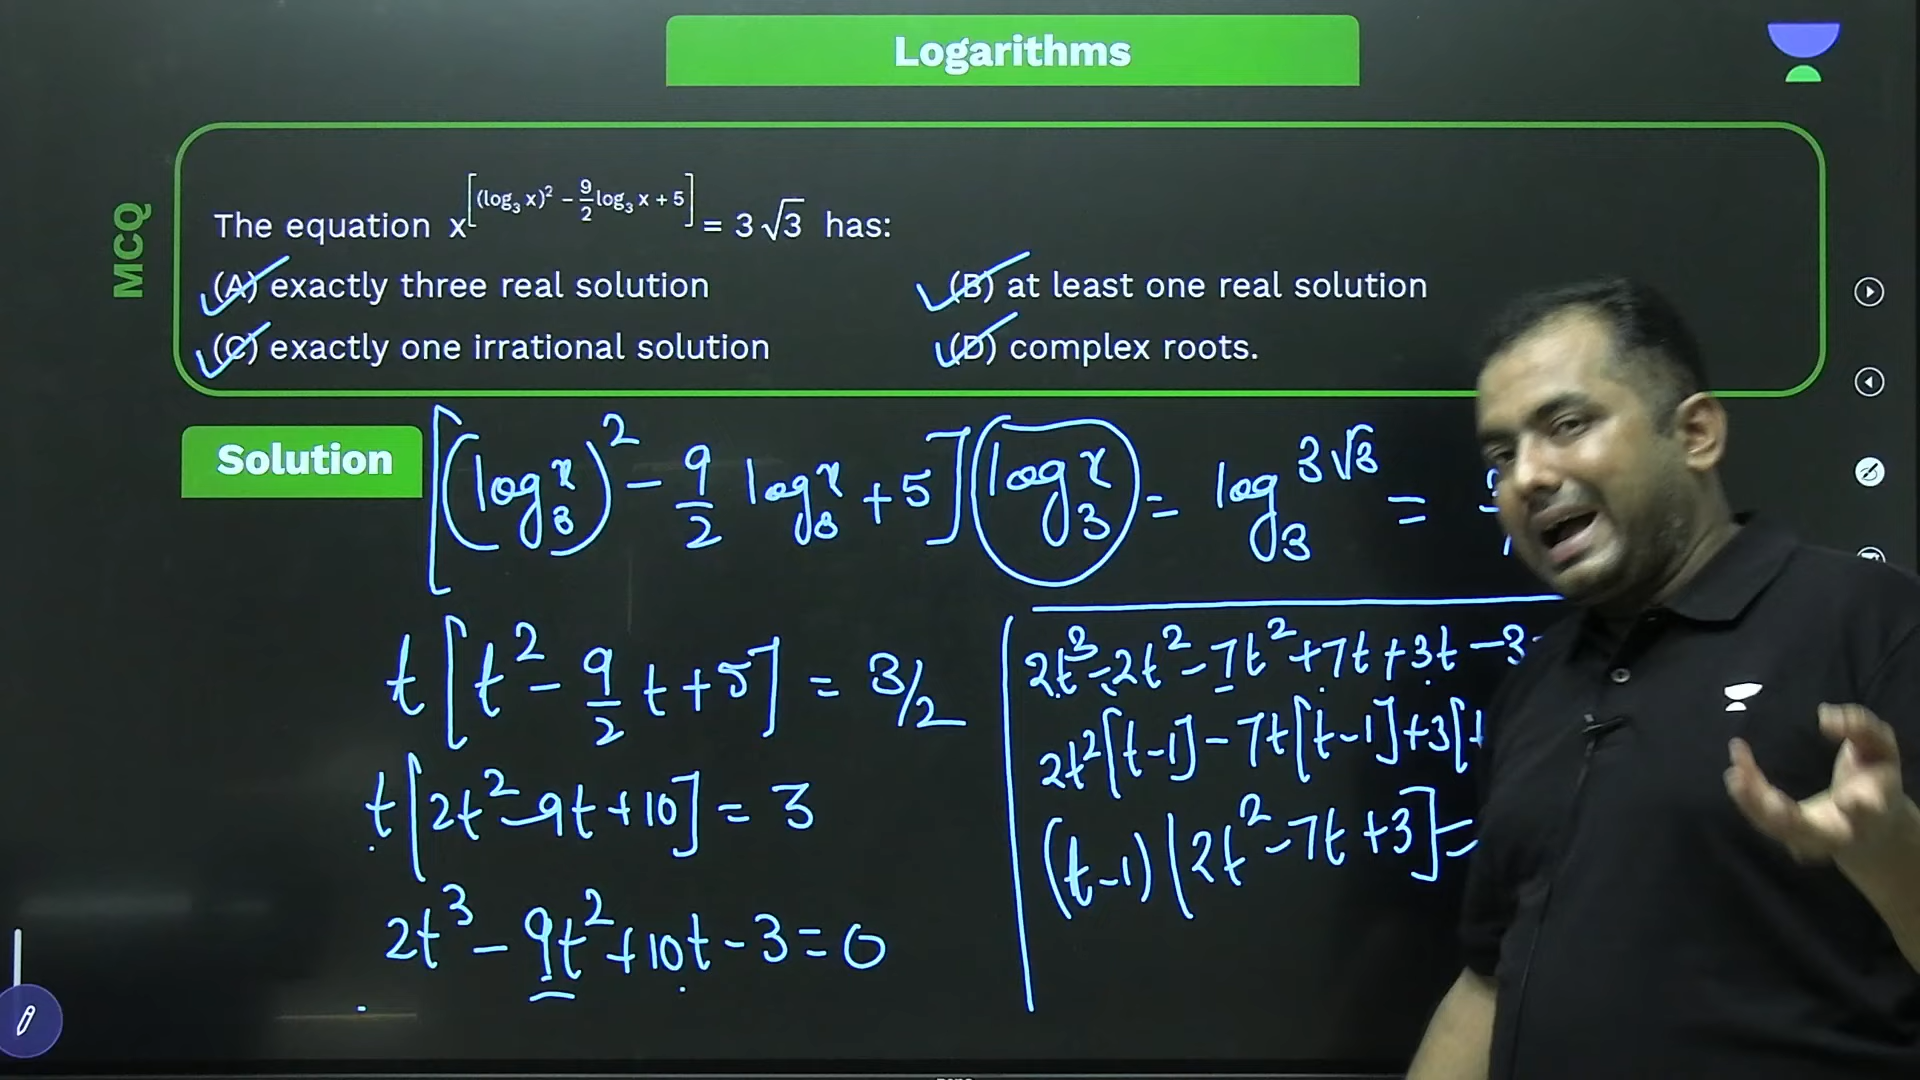 Logarithms
MCQ
The equation x^[(log₃ x)² − 9/2 log₃ x + 5] = 3√3 has:
(A) exactly three real solution
(B) at least one real solution
(C) exactly one irrational solution
(D) complex roots.
Solution
[(log₃ x)² − 9/2 log₃ x + 5] (log₃ x) = log₃ 3√3 =
t[t² − 9/2 t + 5] = 3/2
t[2t² − 9t + 10] = 3
2t³ − 9t² + 10t − 3 = 0
2t³ − 2t² − 7t² + 7t + 3t − 3
2t²[t−1] − 7t[t−1] + 3[t
(t−1)[2t² − 7t + 3] =